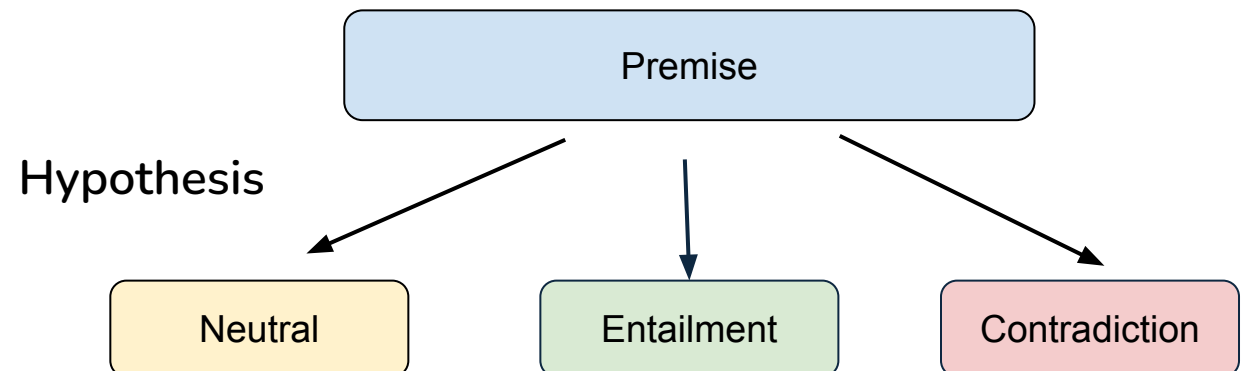 Premise
Hypothesis
Neutral
Entailment
Contradiction